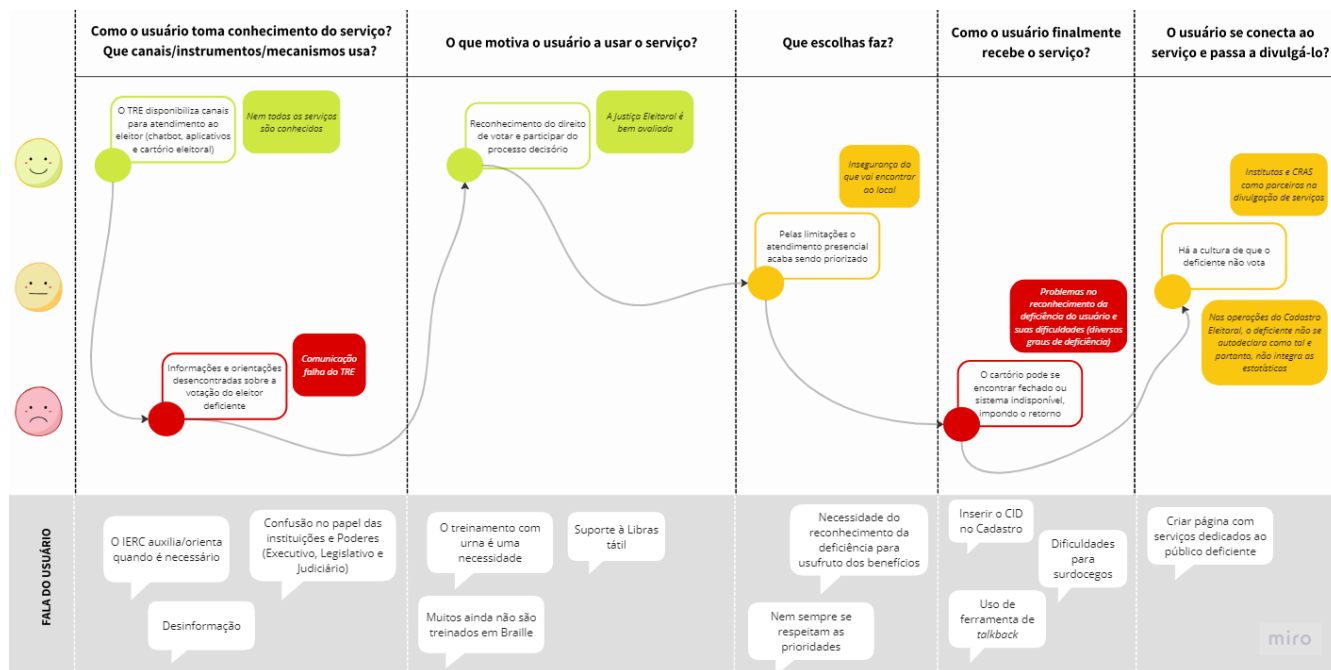 Como o usuário toma conhecimento do serviço?
Que canais/instrumentos/mecanismos usa?
O que motiva o usuário a usar o serviço?
Que escolhas faz?
Como o usuário finalmente
recebe o serviço?
O usuário se conecta ao
serviço e passa a divulgá-lo?
O TRE disponibiliza canais
para atendimento ao
eleitor (chatbot, aplicativos
e cartório eleitoral)
Nem todos os serviços
são conhecidos
Informações e orientações
desencontradas sobre a
votação do eleitor
deficiente
Comunicação
falha do TRE
Reconhecimento do direito
de votar e participar do
processo decisório
A Justiça Eleitoral é
bem avaliada
Insegurança do
que vai encontrar
ao local
Pelas limitações o
atendimento presencial
acaba sendo priorizado
Problemas no
reconhecimento da
deficiência do usuário e
suas dificuldades (diversos
graus de deficiência)
O cartório pode se
encontrar fechado ou
sistema indisponível,
impondo o retorno
Institutos e CRAS
como parceiros na
divulgação de serviços
Há a cultura de que o
deficiente não vota
Nas operações do Cadastro
Eleitoral, o deficiente não se
autodeclara como tal e
portanto, não integra as
estatísticas
FALA DO USUÁRIO
O IERC auxilia/orienta
quando é necessário
Confusão no papel das
instituições e Poderes
(Executivo, Legislativo e
Judiciário)
Desinformação
O treinamento com
urna é uma
necessidade
Suporte à Libras
tátil
Muitos ainda não são
treinados em Braille
Necessidade do
reconhecimento da
deficiência para
usufruto dos benefícios
Nem sempre se
respeitam as
prioridades
Inserir o CID
no Cadastro
Dificuldades
para
surdocegos
Uso de
ferramenta de
talkback
Criar página com
serviços dedicados ao
público deficiente
miro